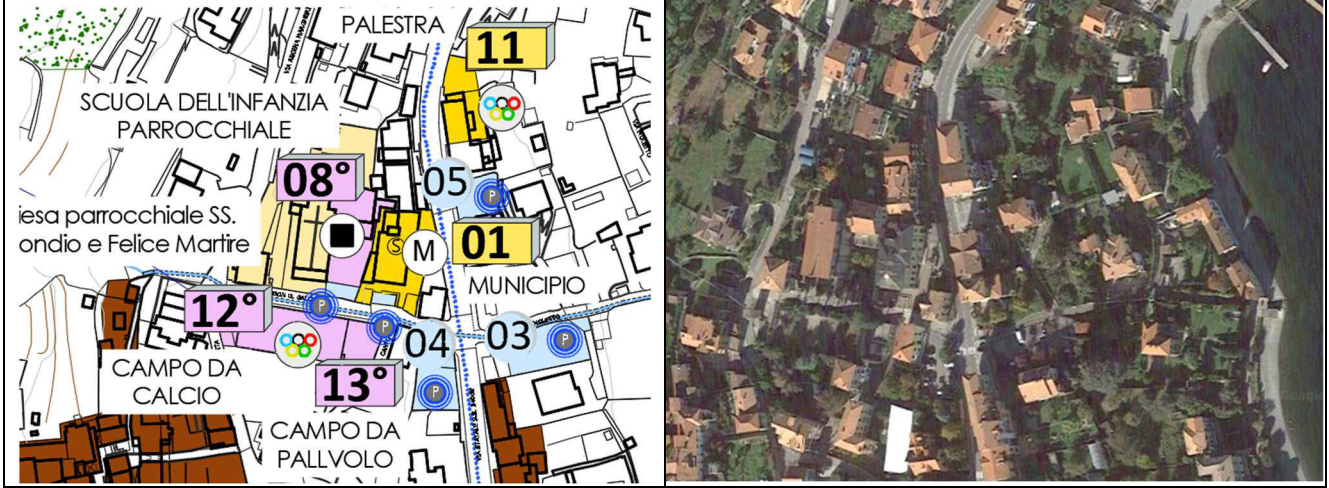 PALESTRA
11
SCUOLA DELL'INFANZIA
PARROCCHIALE
08°
05
P
iesa parrocchiale SS.
ondio e Felice Martire
S
M
01
MUNICIPIO
12°
P
P
04
03
P
CAMPO DA
CALCIO
13°
P
CAMPO DA
PALLVOLO
Google